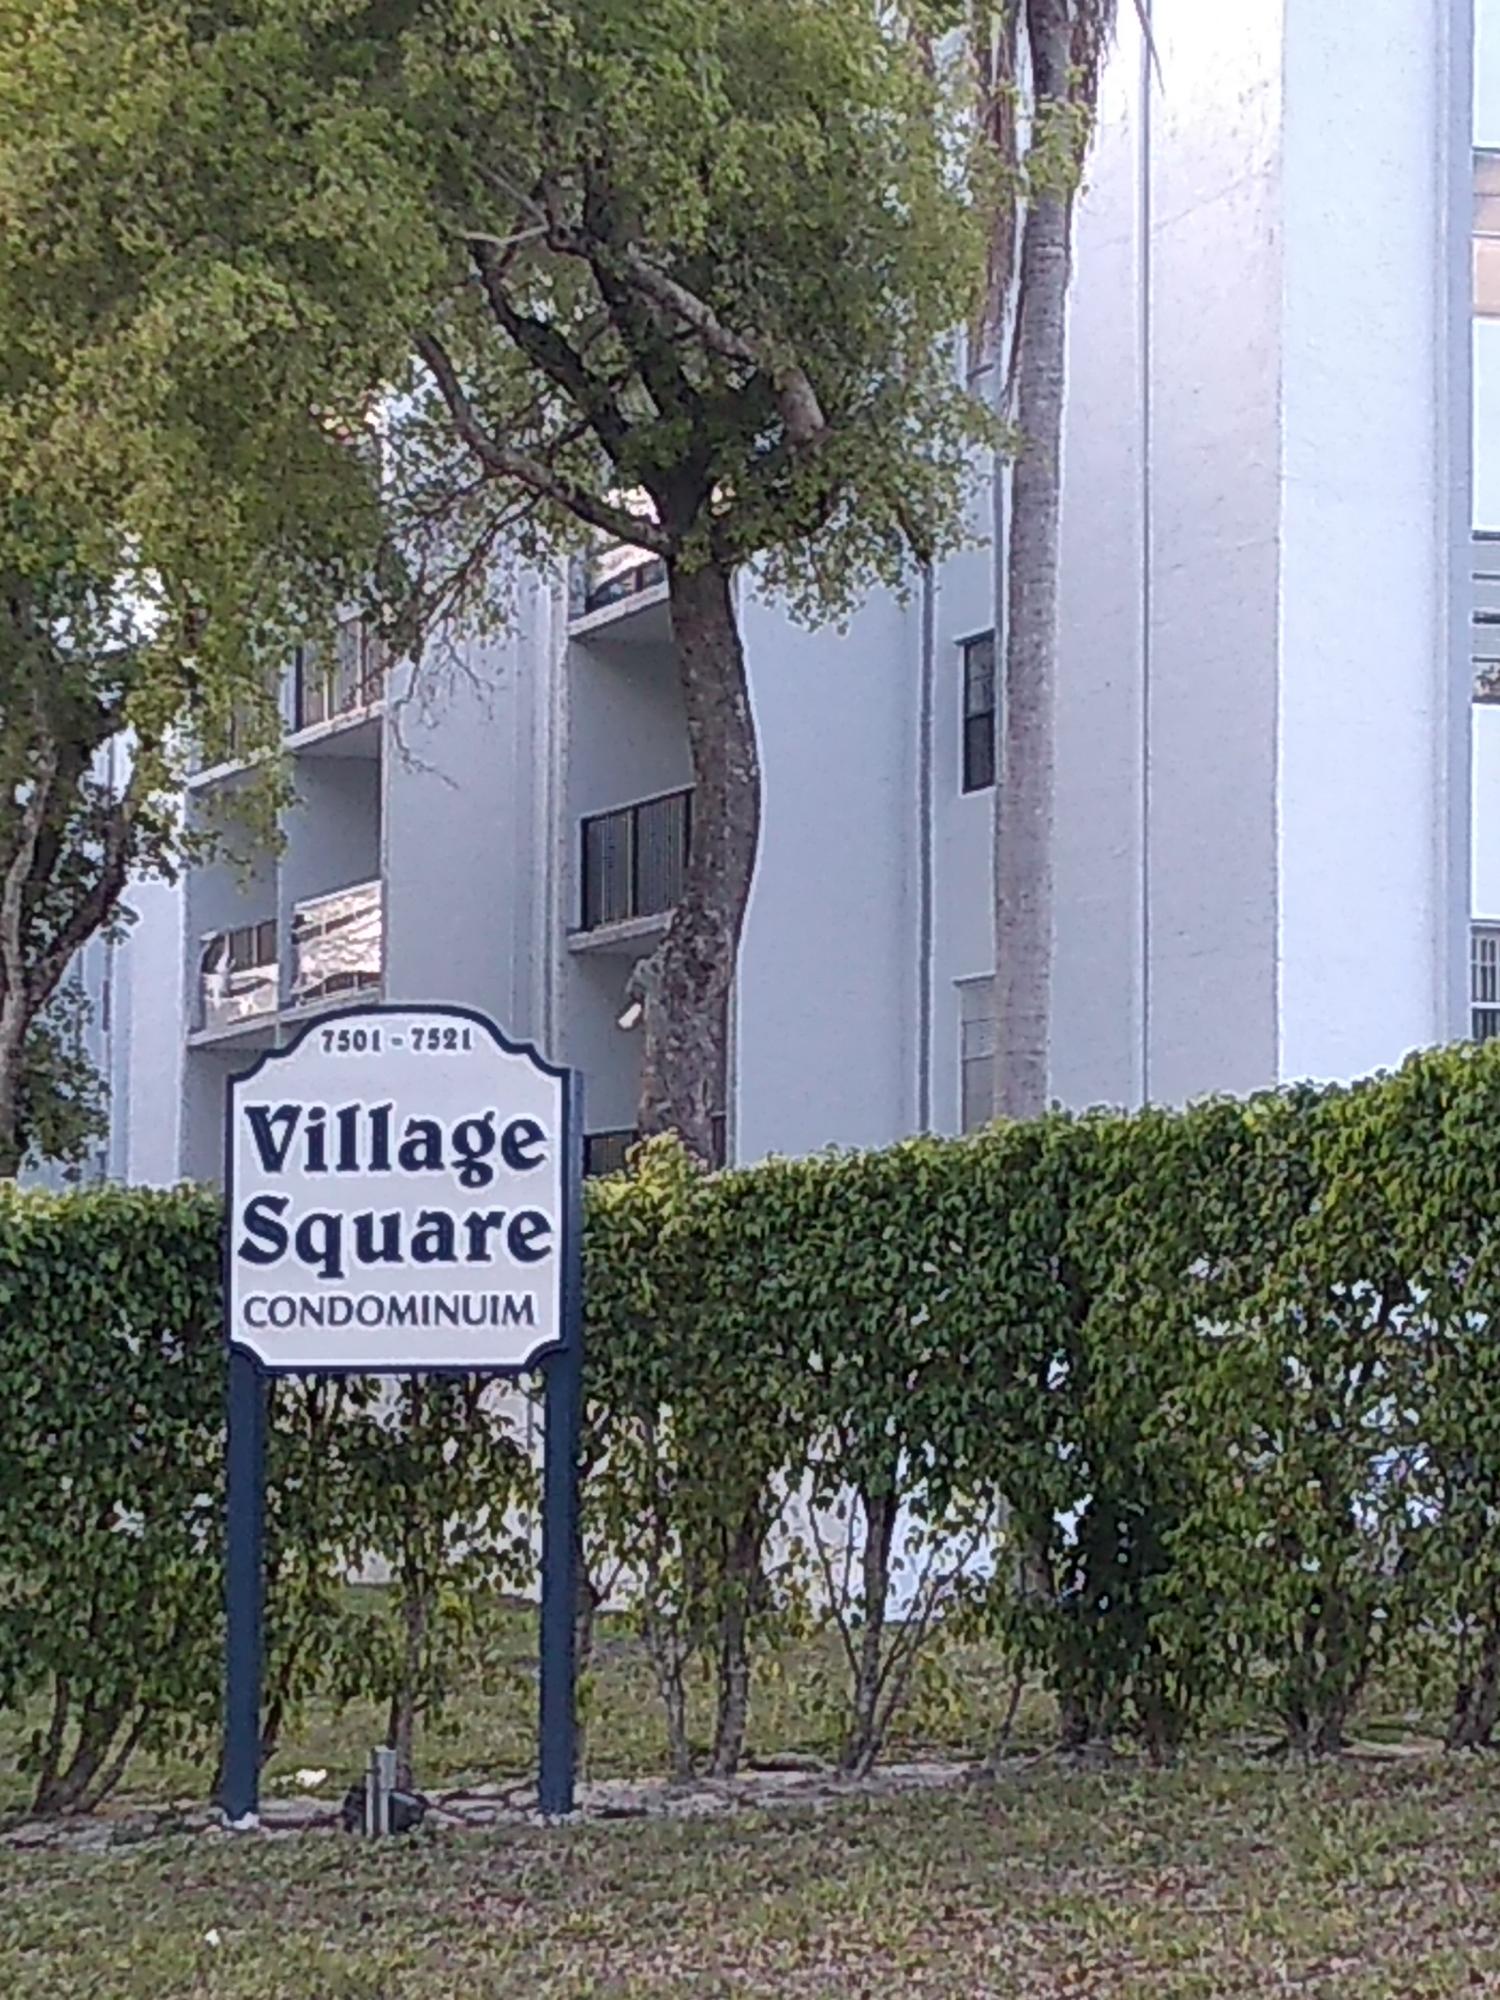 7501 - 7521
Village
Square
CONDOMINUIM